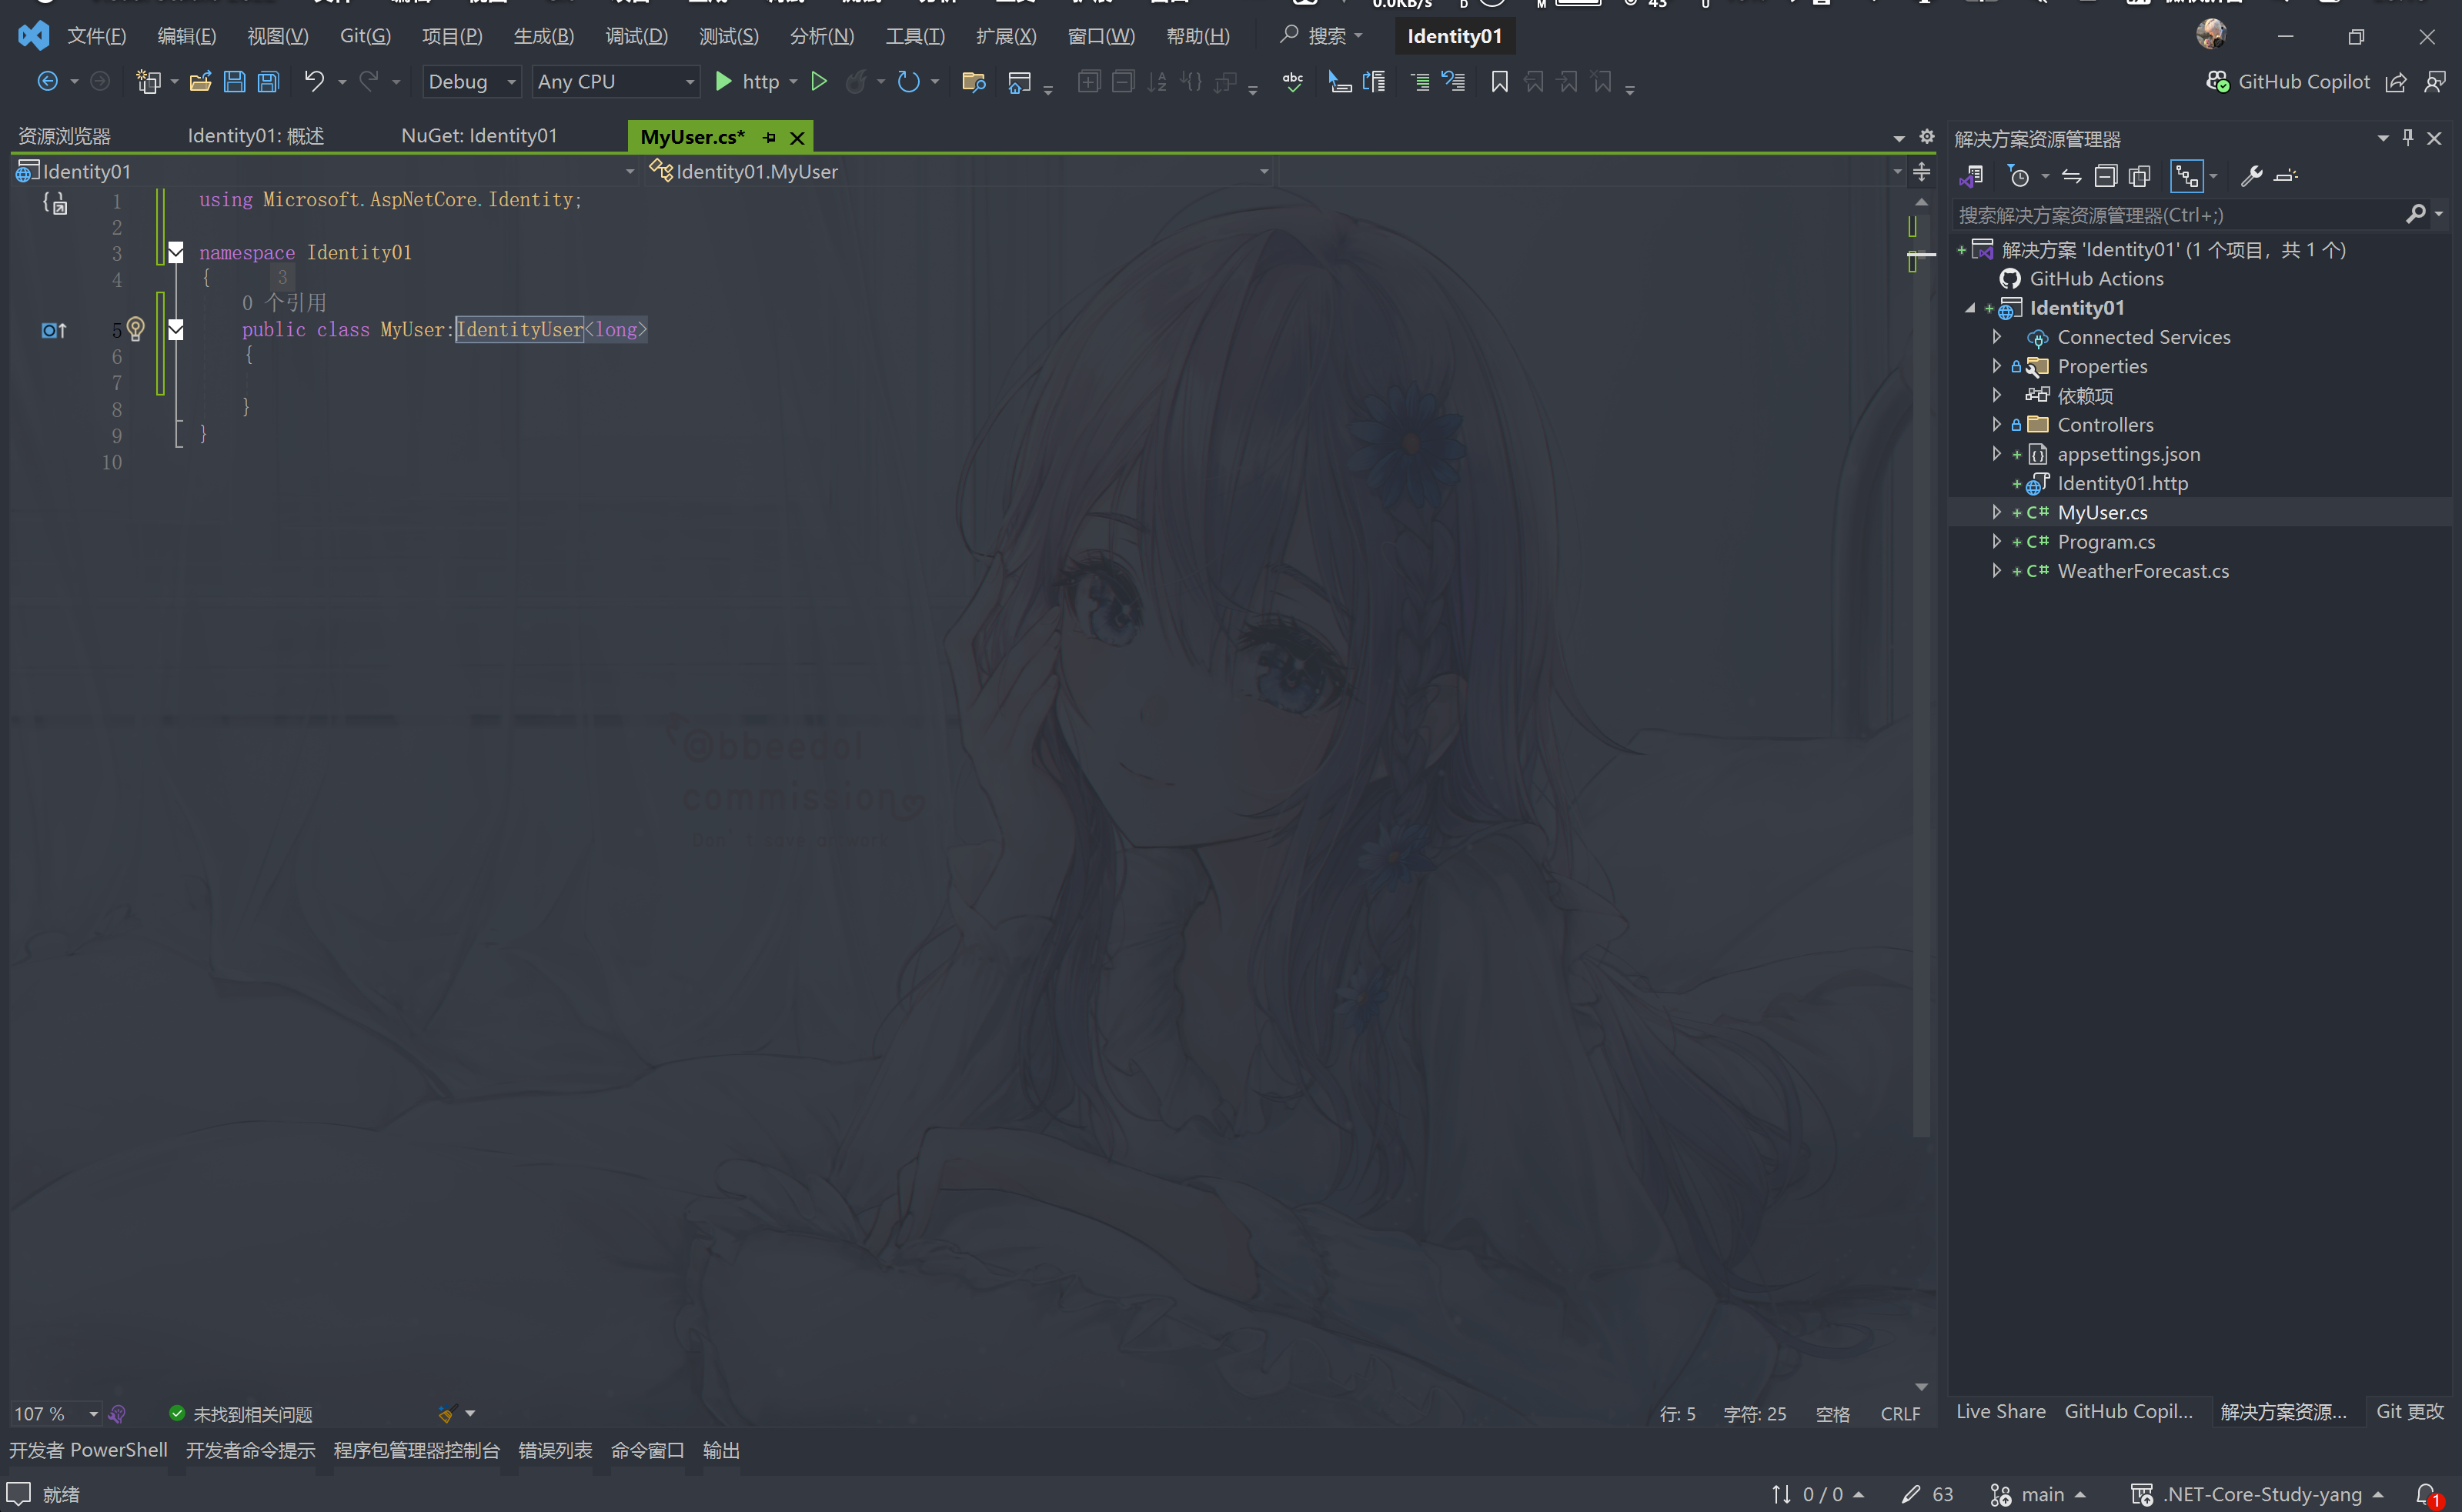 文件(F) 编辑(E) 视图(V) Git(G) 项目(P) 生成(B) 调试(D) 测试(S) 分析(N) 工具(T) 扩展(X) 窗口(W) 帮助(H) 搜索 Identity01
Debug Any CPU http abc GitHub Copilot
资源浏览器 Identity01: 概述 NuGet: Identity01 MyUser.cs*
Identity01 Identity01.MyUser
1 using Microsoft.AspNetCore.Identity;
2
3 namespace Identity01
4 {
3
0 个引用
5 public class MyUser:IdentityUser<long>
6 {
7
8 }
9 }
10
@bbeedol
commission
107 % 未找到相关问题 行: 5 字符: 25 空格 CRLF
解决方案资源管理器
搜索解决方案资源管理器(Ctrl+;)
解决方案 'Identity01' (1 个项目, 共 1 个)
GitHub Actions
Identity01
Connected Services
Properties
依赖项
Controllers
appsettings.json
Identity01.http
C# MyUser.cs
C# Program.cs
C# WeatherForecast.cs
Live Share GitHub Copil... 解决方案资源... Git 更改
开发者 PowerShell 开发者命令提示 程序包管理器控制台 错误列表 命令窗口 输出
就绪 0 / 0 63 main .NET-Core-Study-yang 1